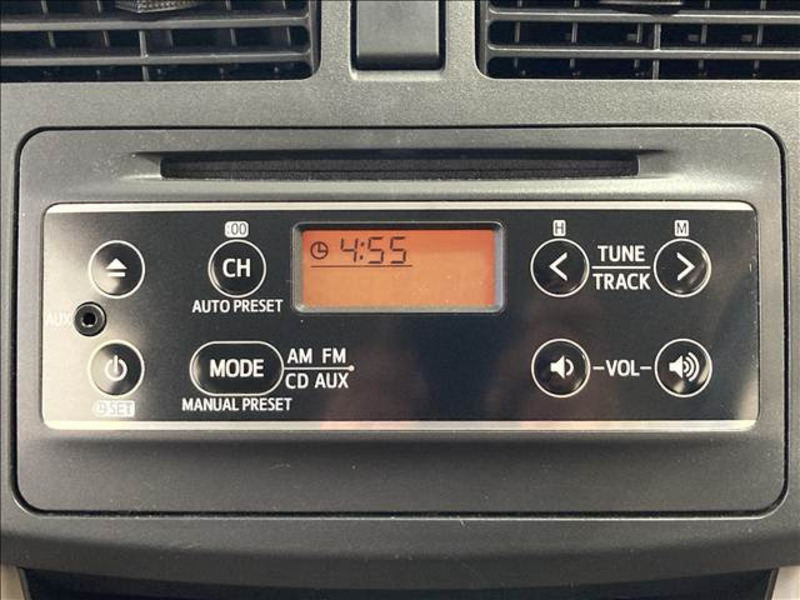 :00
H
M
4:55
CH
TUNE
TRACK
AUTO PRESET
AUX
MODE
AM FM
CD AUX
VOL
SET
MANUAL PRESET